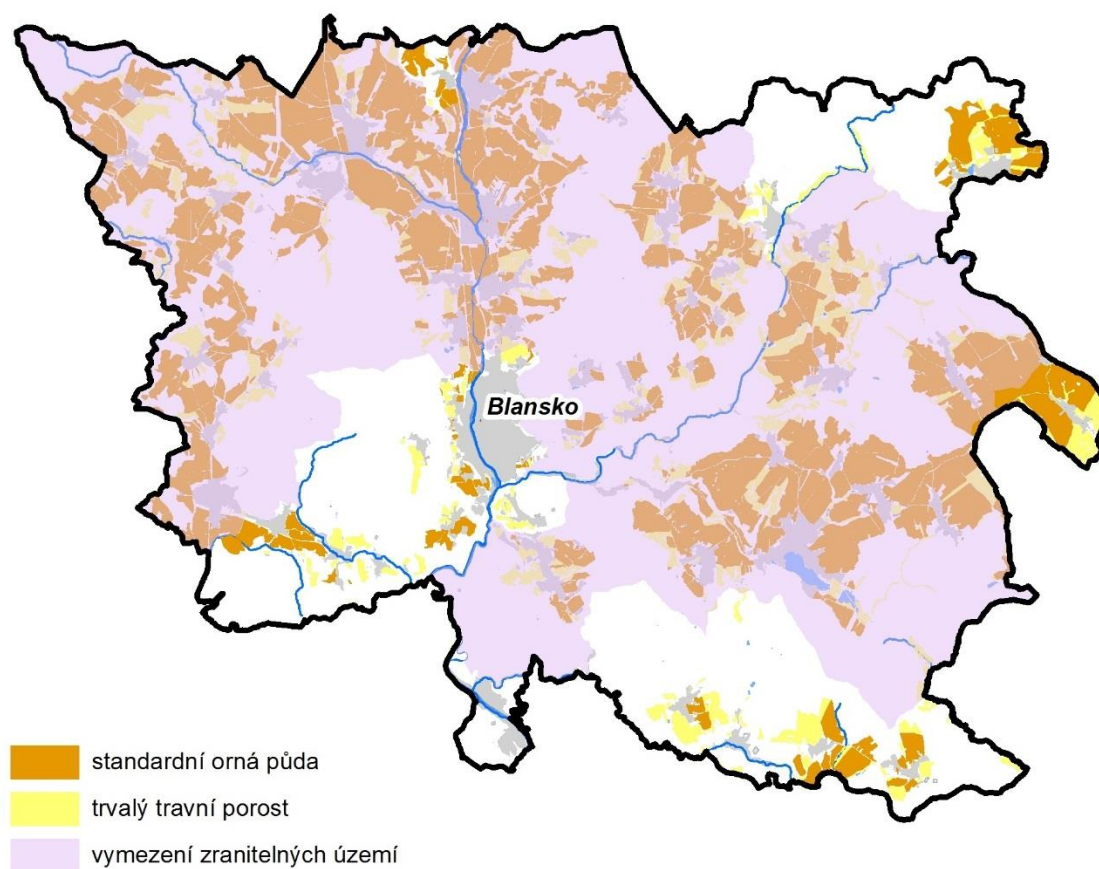 Blansko
standardní orná půda
trvalý travní porost
vymezení zranitelných území